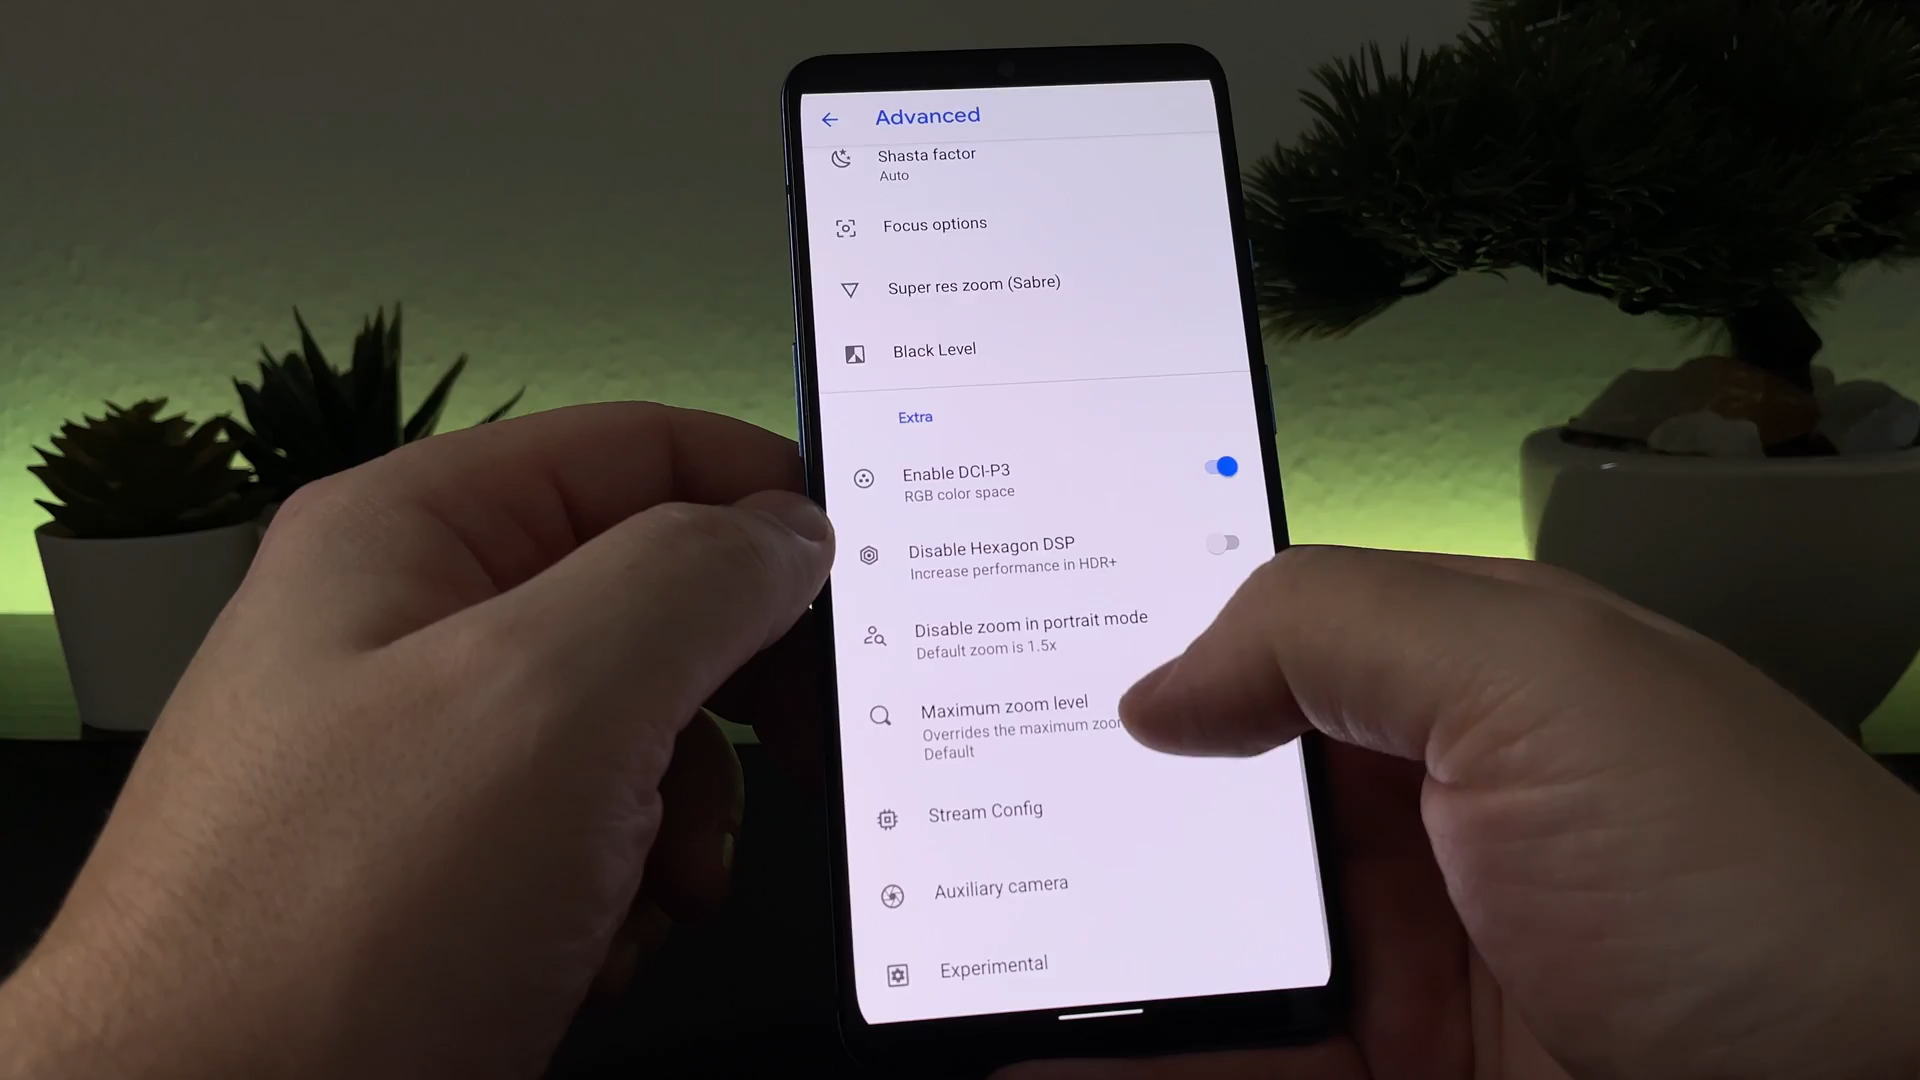 Advanced
Shasta factor
Auto
Focus options
Super res zoom (Sabre)
Black Level
Extra
Enable DCI-P3
RGB color space
Disable Hexagon DSP
Increase performance in HDR+
Disable zoom in portrait mode
Default zoom is 1.5x
Maximum zoom level
Overrides the maximum
Default
Stream Config
Auxiliary camera
Experimental